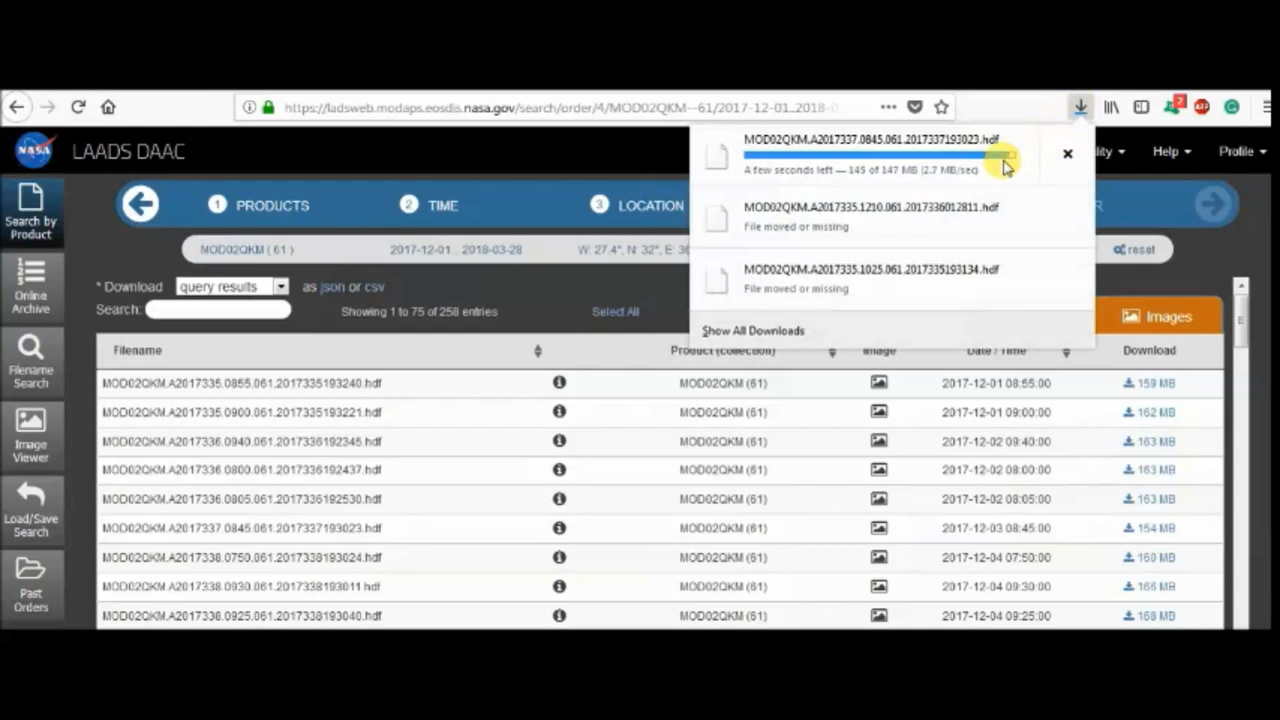 https://ladsweb.modaps.eosdis.nasa.gov/search/order/4/MOD02QKM--61/2017-12-01..2018-0
2
NASA LAADS DAAC
Help Profile
MOD02QKM.A2017337.0845.061.2017337193023.hdf
A few seconds left — 145 of 147 MB (2.7 MB/sec)
MOD02QKM.A2017335.1210.061.2017336012811.hdf
File moved or missing
MOD02QKM.A2017335.1025.061.2017335193134.hdf
File moved or missing
Show All Downloads
Search by
Product
Online
Archive
Filename
Search
Image
Viewer
Load/Save
Search
Past
Orders
1 PRODUCTS 2 TIME 3 LOCATION
MOD02QKM ( 61 ) 2017-12-01 .. 2018-03-28 W: 27.4°, N: 32°, E: 36 reset
* Download query results as json or csv
Search: Showing 1 to 75 of 258 entries Select All Images
Filename Product (collection) Image Date / Time Download
MOD02QKM.A2017335.0855.061.2017335193240.hdf MOD02QKM (61) 2017-12-01 08:55:00 159 MB
MOD02QKM.A2017335.0900.061.2017335193221.hdf MOD02QKM (61) 2017-12-01 09:00:00 162 MB
MOD02QKM.A2017336.0940.061.2017336192345.hdf MOD02QKM (61) 2017-12-02 09:40:00 163 MB
MOD02QKM.A2017336.0800.061.2017336192437.hdf MOD02QKM (61) 2017-12-02 08:00:00 163 MB
MOD02QKM.A2017336.0805.061.2017336192530.hdf MOD02QKM (61) 2017-12-02 08:05:00 163 MB
MOD02QKM.A2017337.0845.061.2017337193023.hdf MOD02QKM (61) 2017-12-03 08:45:00 154 MB
MOD02QKM.A2017338.0750.061.2017338193024.hdf MOD02QKM (61) 2017-12-04 07:50:00 160 MB
MOD02QKM.A2017338.0930.061.2017338193011.hdf MOD02QKM (61) 2017-12-04 09:30:00 166 MB
MOD02QKM.A2017338.0925.061.2017338193040.hdf MOD02QKM (61) 2017-12-04 09:25:00 168 MB